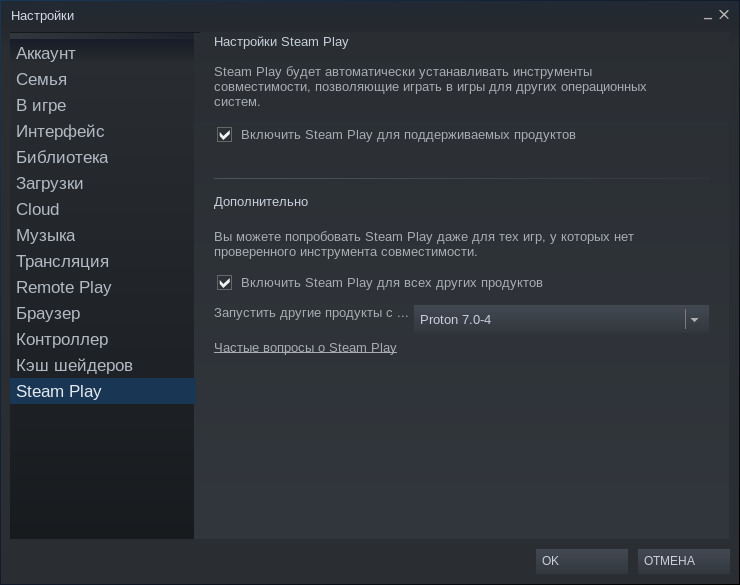 Настройки
Аккаунт
Семья
В игре
Интерфейс
Библиотека
Загрузки
Cloud
Музыка
Трансляция
Remote Play
Браузер
Контроллер
Кэш шейдеров
Steam Play
Настройки Steam Play
Steam Play будет автоматически устанавливать инструменты
совместимости, позволяющие играть в игры для других операционных
систем.
Включить Steam Play для поддерживаемых продуктов
Дополнительно
Вы можете попробовать Steam Play даже для тех игр, у которых нет
проверенного инструмента совместимости.
Включить Steam Play для всех других продуктов
Запустить другие продукты с ...
Proton 7.0-4
Частые вопросы о Steam Play
OK
ОТМЕНА